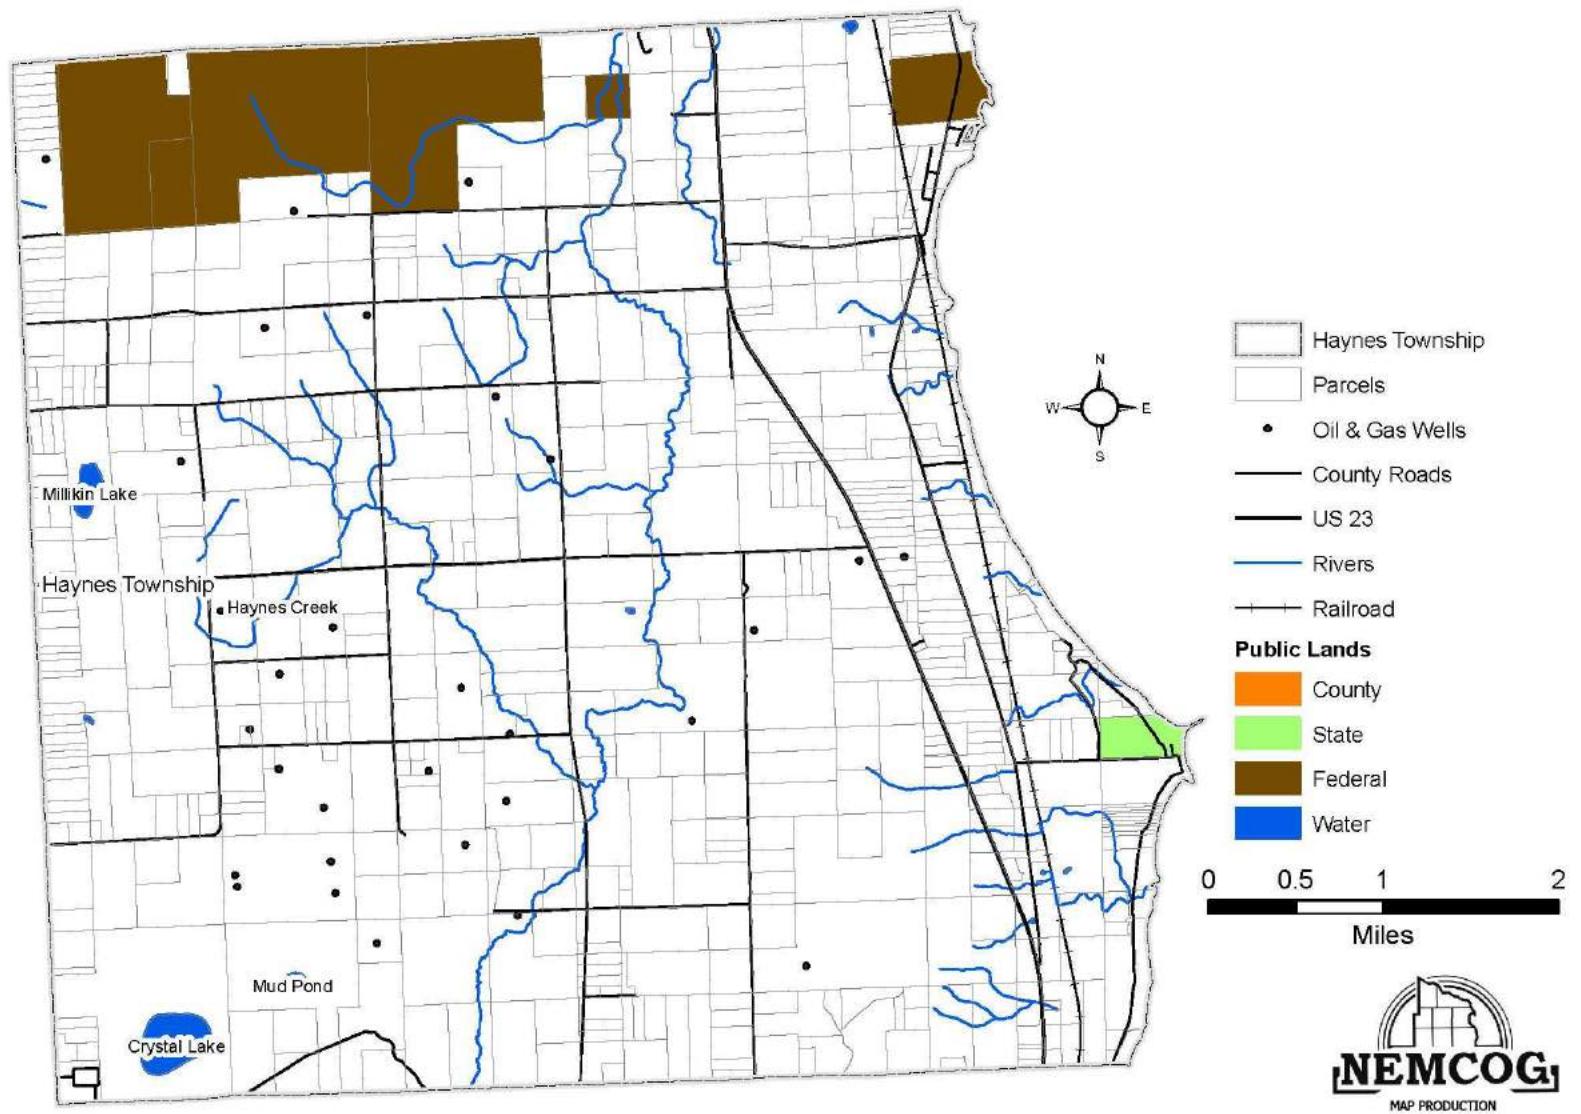 N
W E
S
Millikin Lake
Haynes Township
Haynes Creek
Mud Pond
Crystal Lake
Haynes Township
Parcels
Oil & Gas Wells
County Roads
US 23
Rivers
Railroad
Public Lands
County
State
Federal
Water
0 0.5 1 2
Miles
NEMCOG
MAP PRODUCTION